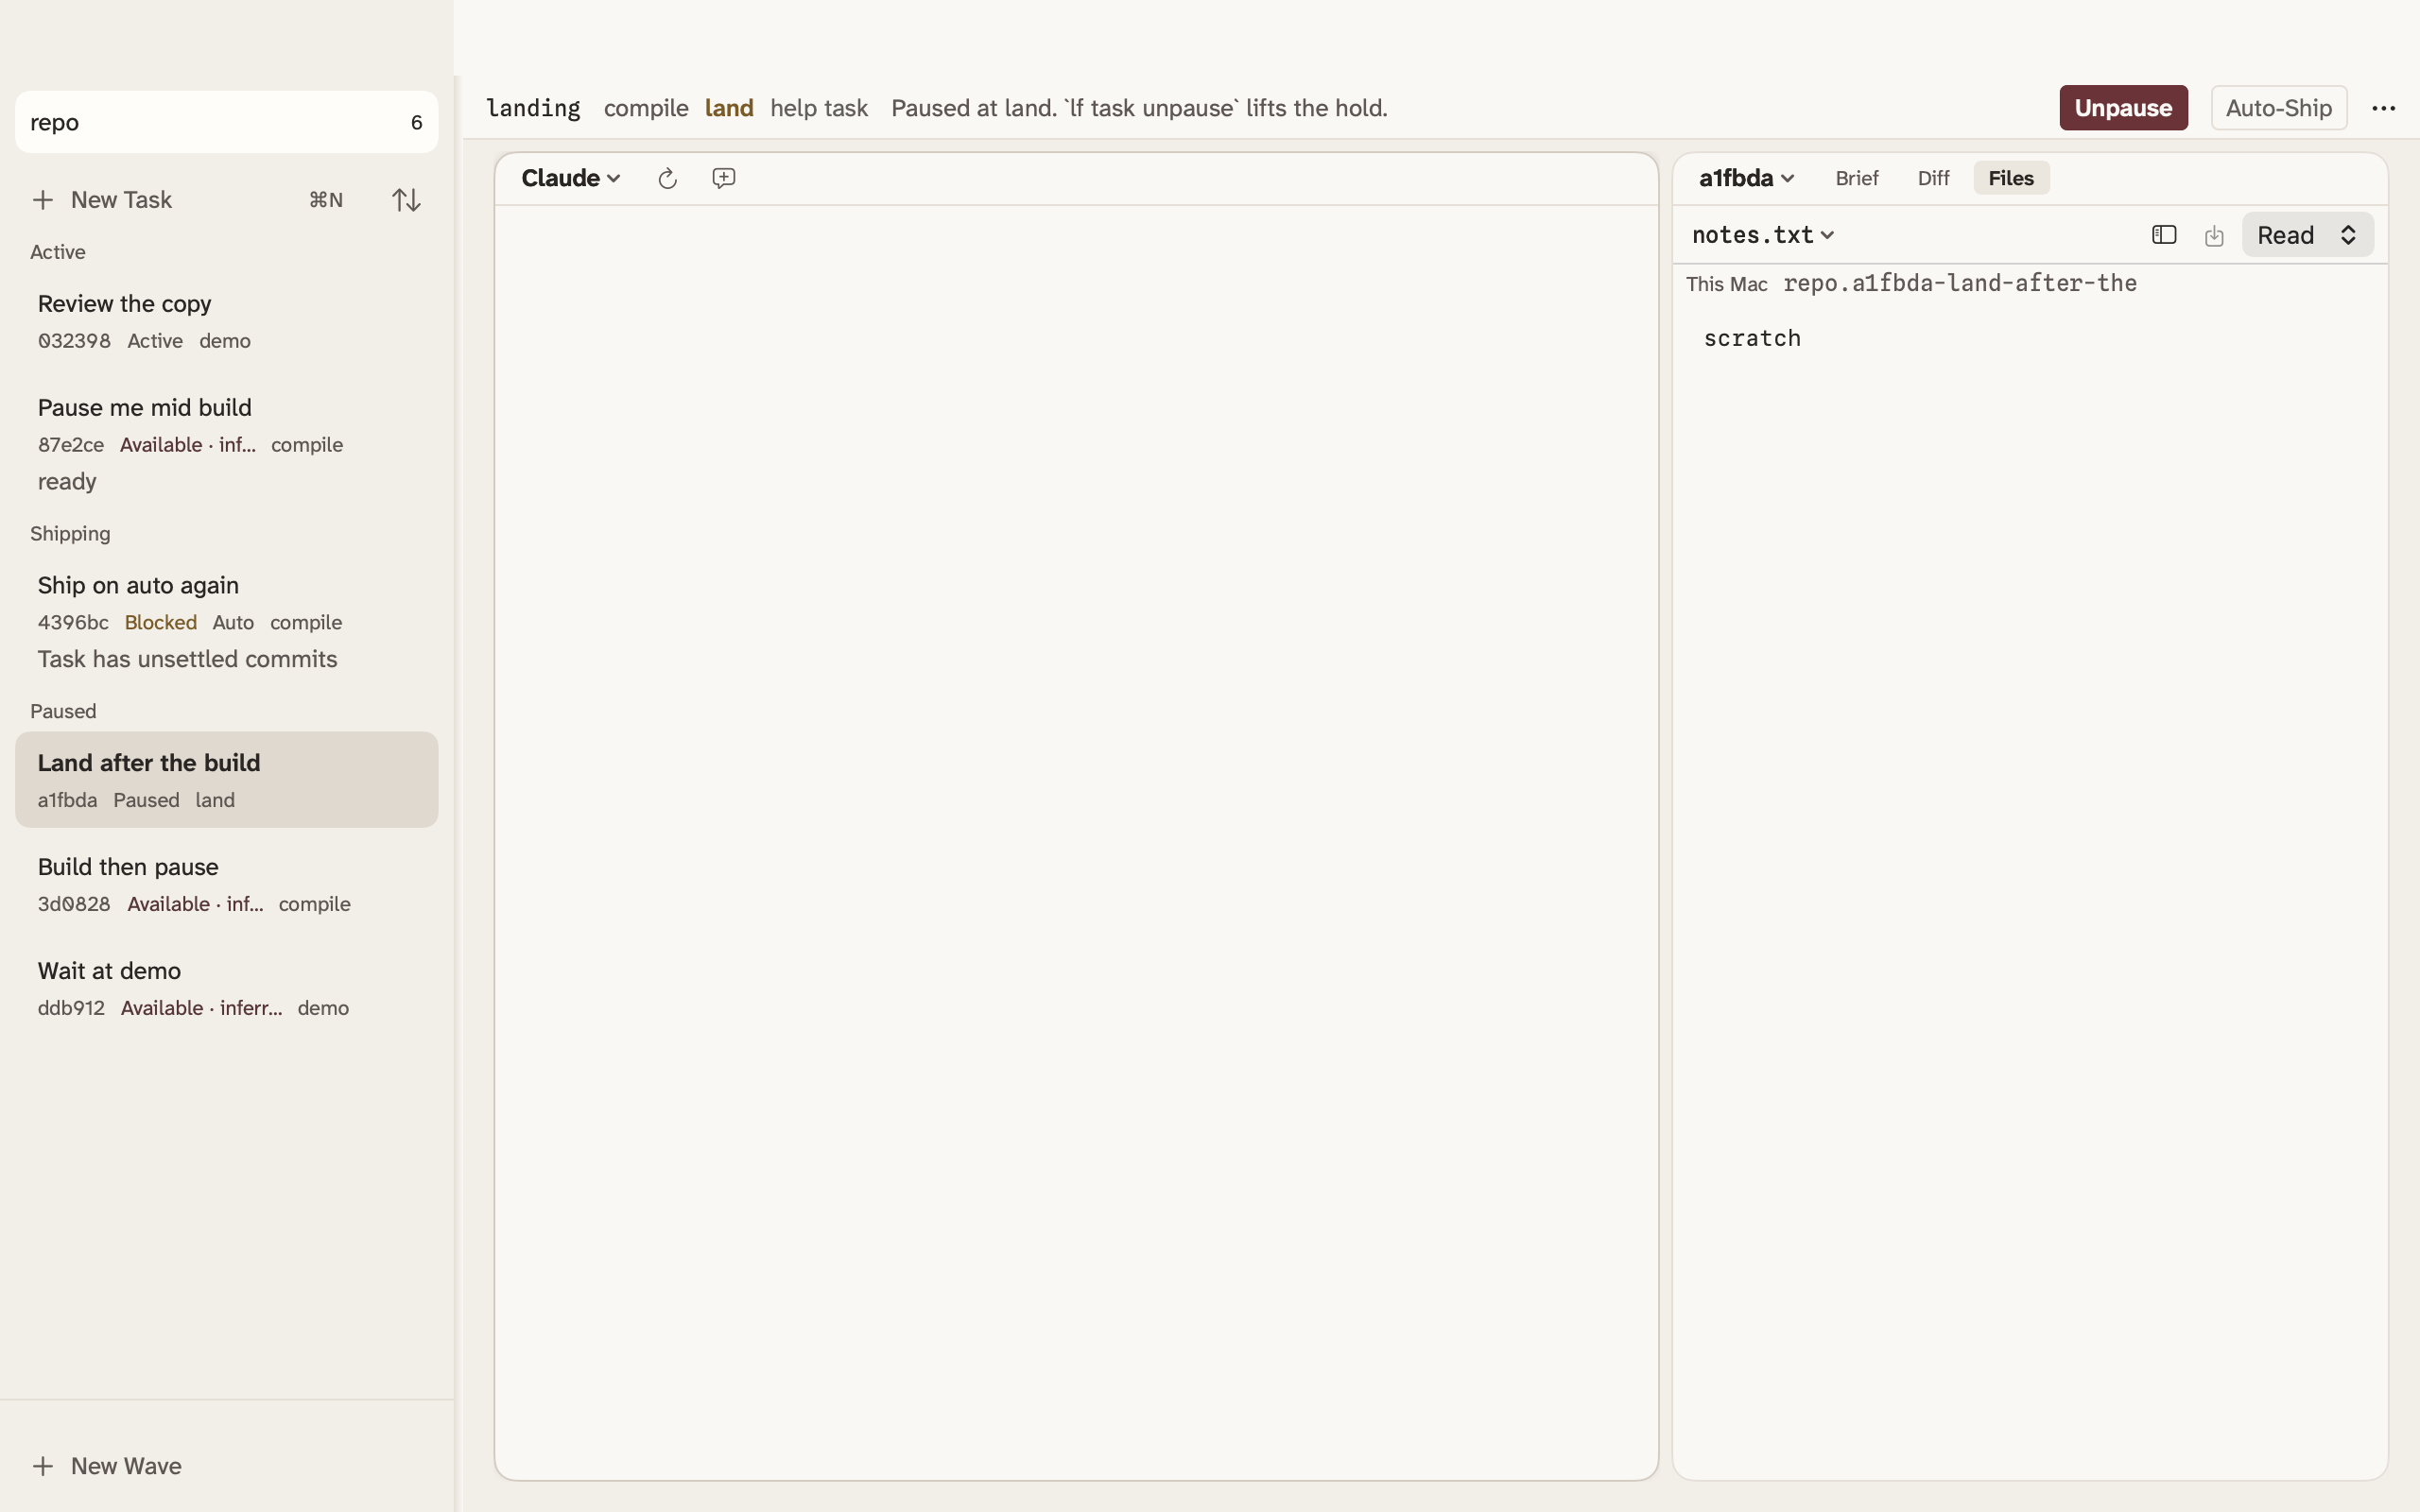 repo 6
New Task ⌘N
Active
Review the copy
032398 Active demo
Pause me mid build
87e2ce Available · inf... compile
ready
Shipping
Ship on auto again
4396bc Blocked Auto compile
Task has unsettled commits
Paused
Land after the build
a1fbda Paused land
Build then pause
3d0828 Available · inf... compile
Wait at demo
ddb912 Available · inferr... demo
New Wave
landing compile land help task Paused at land. `lf task unpause` lifts the hold. Unpause Auto-Ship
Claude
a1fbda Brief Diff Files
notes.txt Read
This Mac repo.a1fbda-land-after-the
scratch